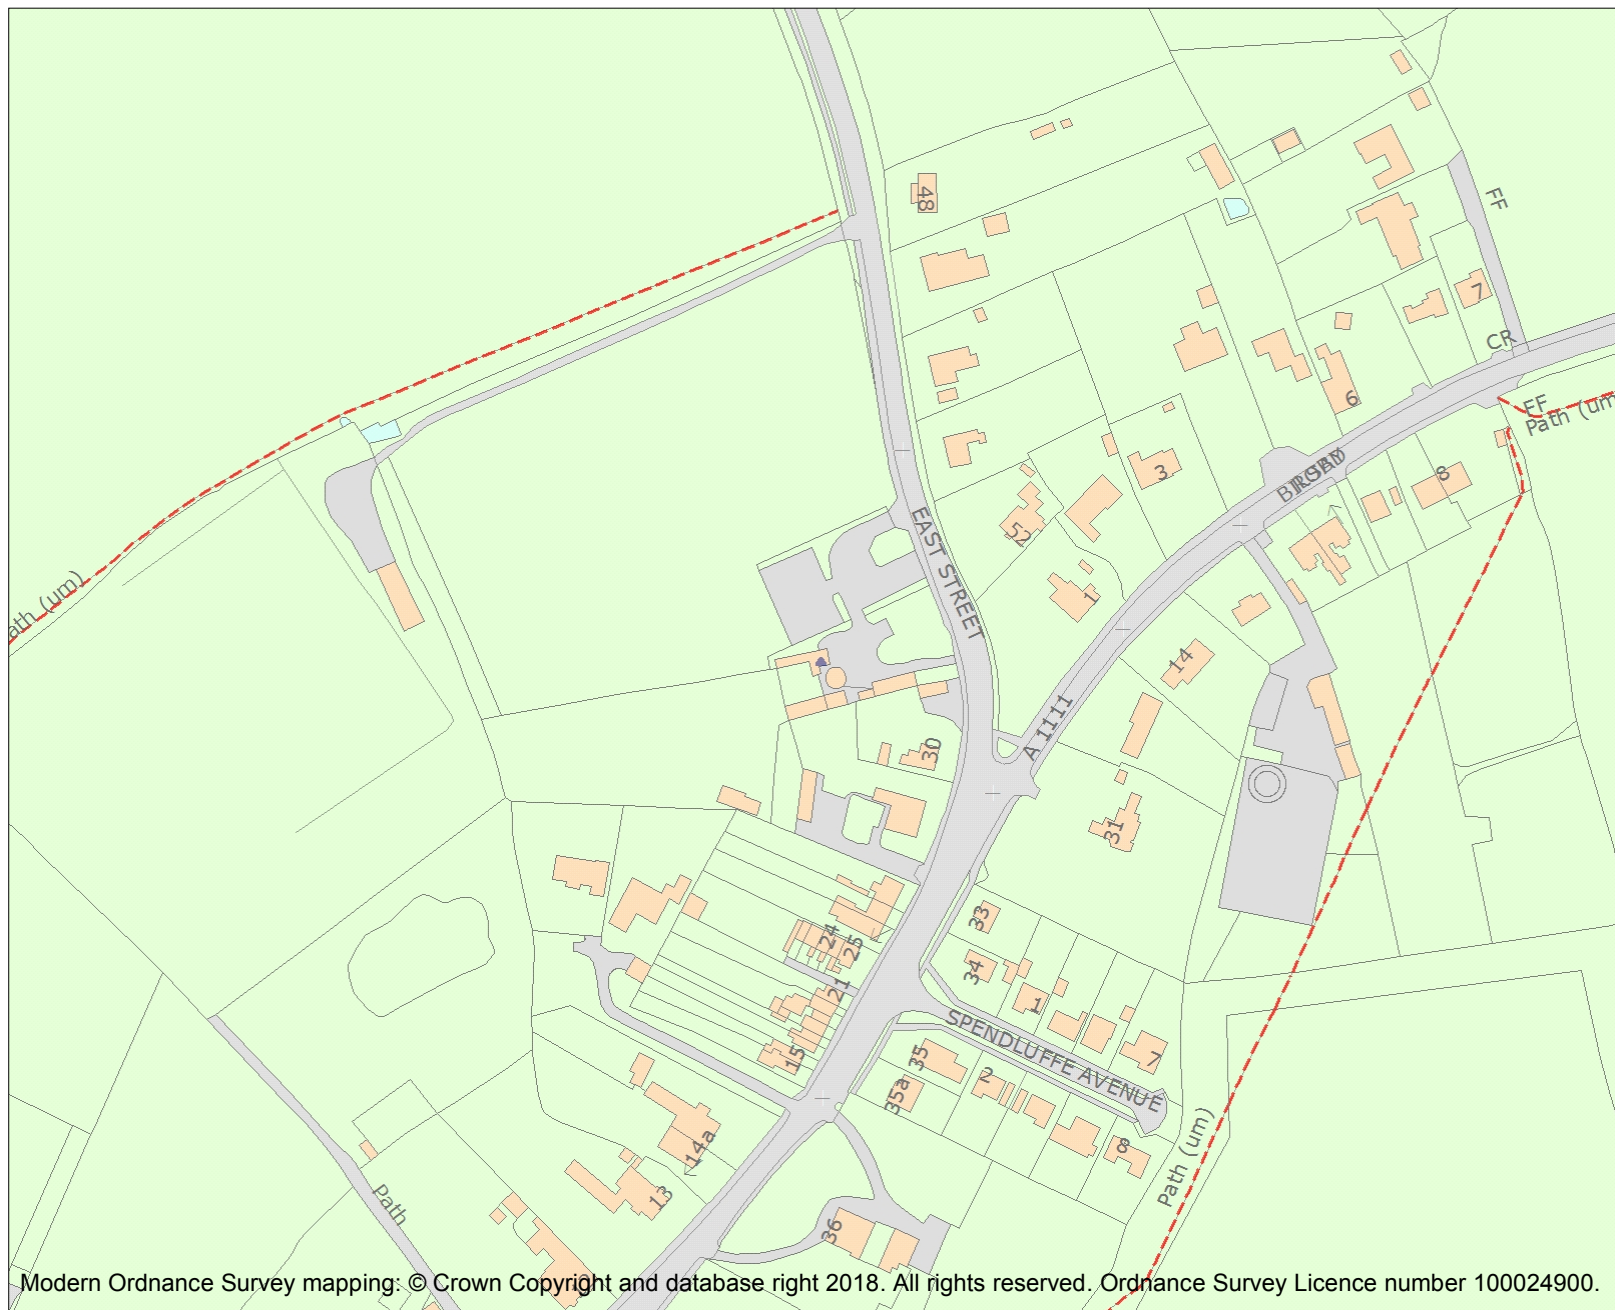 48
FF
7
CR
6
FF
Path (um
3
8
52
EAST STREET
1
ath (um)
14
A 1111
30
31
33
24
25
34
21
1
SPENDLUFFE AVENUE
7
15
35
2
35a
8
14a
Path (um)
13
Path
36
Modern Ordnance Survey mapping: © Crown Copyright and database right 2018. All rights reserved. Ordnance Survey Licence number 100024900.